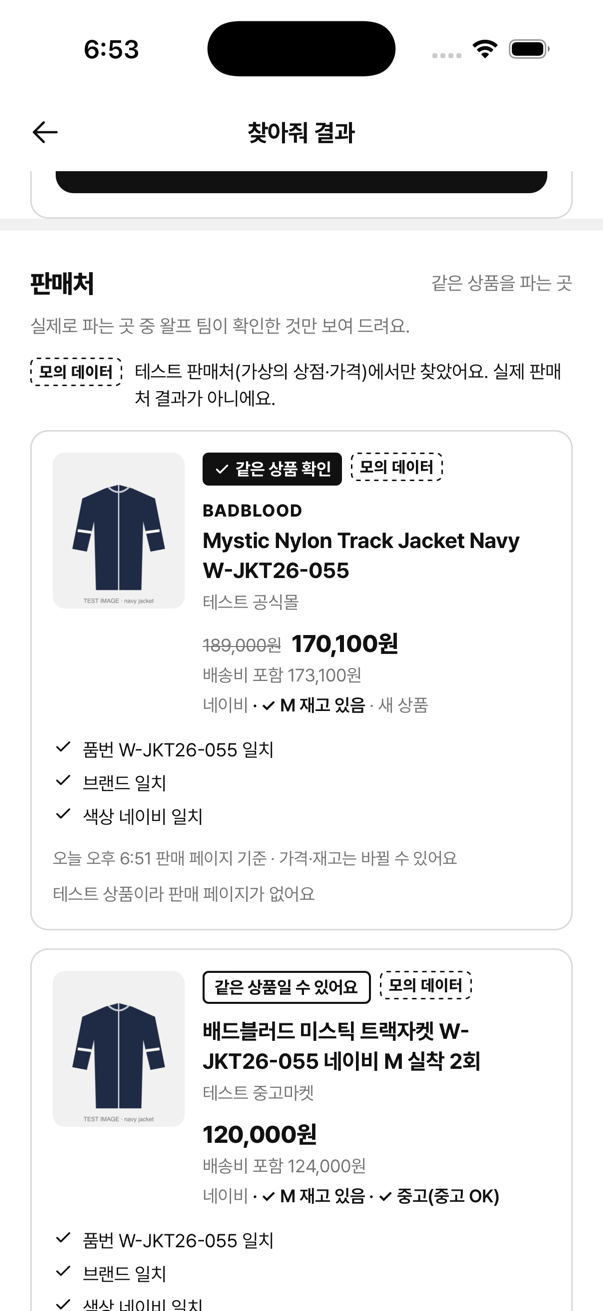 6:53
찾아줘 결과
판매처
같은 상품을 파는 곳
실제로 파는 곳 중 왈프 팀이 확인한 것만 보여 드려요.
모의 데이터
테스트 판매처(가상의 상점·가격)에서만 찾았어요. 실제 판매
처 결과가 아니에요.
같은 상품 확인
모의 데이터
BADBLOOD
Mystic Nylon Track Jacket Navy
W-JKT26-055
테스트 공식몰
189,000원 170,100원
배송비 포함 173,100원
네이비 · ✓ M 재고 있음 · 새 상품
TEST IMAGE · navy jacket
✓ 품번 W-JKT26-055 일치
✓ 브랜드 일치
✓ 색상 네이비 일치
오늘 오후 6:51 판매 페이지 기준 · 가격·재고는 바뀔 수 있어요
테스트 상품이라 판매 페이지가 없어요
같은 상품일 수 있어요
모의 데이터
배드블러드 미스틱 트랙자켓 W-
JKT26-055 네이비 M 실착 2회
테스트 중고마켓
120,000원
배송비 포함 124,000원
네이비 · ✓ M 재고 있음 · ✓ 중고(중고 OK)
TEST IMAGE · navy jacket
✓ 품번 W-JKT26-055 일치
✓ 브랜드 일치
✓ 색상 네이비 일치